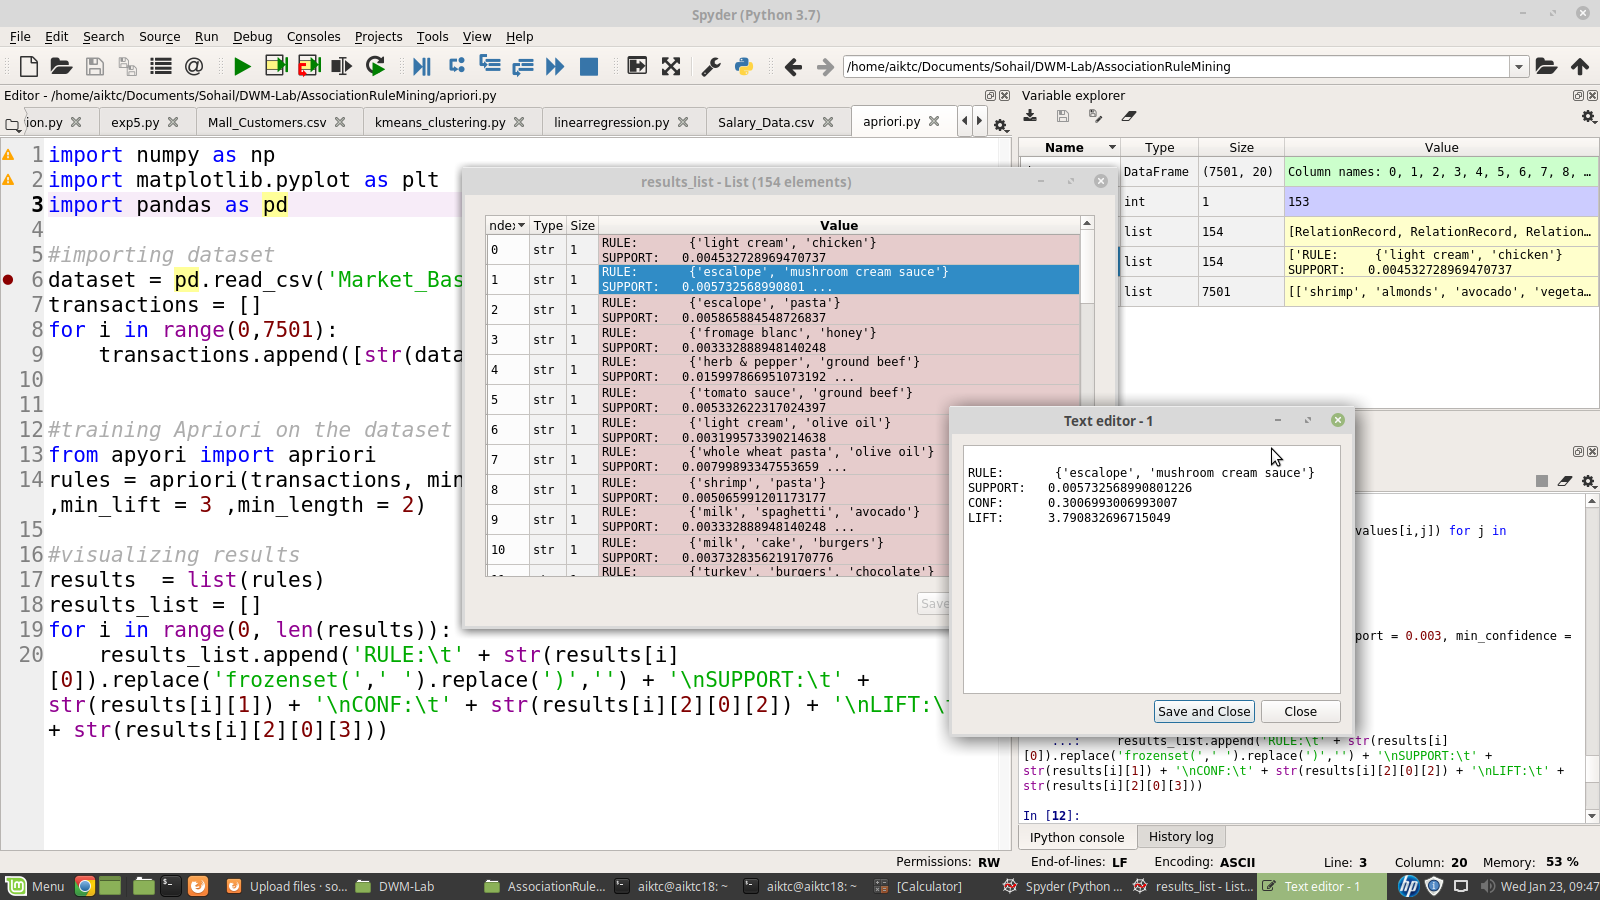 Spyder (Python 3.7)
File Edit Search Source Run Debug Consoles Projects Tools View Help
/home/aiktc/Documents/Sohail/DWM-Lab/AssociationRuleMining
Editor - /home/aiktc/Documents/Sohail/DWM-Lab/AssociationRuleMining/apriori.py
ion.py exp5.py Mall_Customers.csv kmeans_clustering.py linearregression.py Salary_Data.csv apriori.py
1 import numpy as np
2 import matplotlib.pyplot as plt
3 import pandas as pd
4
5 #importing dataset
6 dataset = pd.read_csv('Market_Bas
7 transactions = []
8 for i in range(0,7501):
9 transactions.append([str(data
10
11
12 #training Apriori on the dataset
13 from apyori import apriori
14 rules = apriori(transactions, min
,min_lift = 3 ,min_length = 2)
15
16 #visualizing results
17 results  = list(rules)
18 results_list = []
19 for i in range(0, len(results)):
20 results_list.append('RULE:\t' + str(results[i]
[0]).replace('frozenset(',' ').replace(')','') + '\nSUPPORT:\t' +
str(results[i][1]) + '\nCONF:\t' + str(results[i][2][0][2]) + '\nLIFT:\
+ str(results[i][2][0][3]))
results_list - List (154 elements)
ndex Type Size Value
0 str 1 RULE: {'light cream', 'chicken'}
SUPPORT: 0.004532728969470737
1 str 1 RULE: {'escalope', 'mushroom cream sauce'}
SUPPORT: 0.005732568990801 ...
2 str 1 RULE: {'escalope', 'pasta'}
SUPPORT: 0.005865884548726837
3 str 1 RULE: {'fromage blanc', 'honey'}
SUPPORT: 0.003332888948140248
4 str 1 RULE: {'herb & pepper', 'ground beef'}
SUPPORT: 0.015997866951073192 ...
5 str 1 RULE: {'tomato sauce', 'ground beef'}
SUPPORT: 0.005332622317024397
6 str 1 RULE: {'light cream', 'olive oil'}
SUPPORT: 0.003199573390214638
7 str 1 RULE: {'whole wheat pasta', 'olive oil'}
SUPPORT: 0.00799893347553659 ...
8 str 1 RULE: {'shrimp', 'pasta'}
SUPPORT: 0.005065991201173177
9 str 1 RULE: {'milk', 'spaghetti', 'avocado'}
SUPPORT: 0.003332888948140248 ...
10 str 1 RULE: {'milk', 'cake', 'burgers'}
SUPPORT: 0.0037328356219170776
RULE: {'turkey', 'burgers', 'chocolate'}
Save
Variable explorer
Name Type Size Value
DataFrame (7501, 20) Column names: 0, 1, 2, 3, 4, 5, 6, 7, 8, …
int 1 153
list 154 [RelationRecord, RelationRecord, Relation…
list 154 ['RULE: {'light cream', 'chicken'}
SUPPORT: 0.004532728969470737
list 7501 [['shrimp', 'almonds', 'avocado', 'vegeta…
Text editor - 1
RULE: {'escalope', 'mushroom cream sauce'}
SUPPORT: 0.005732568990801226
CONF: 0.3006993006993007
LIFT: 3.790832696715049
Save and Close Close
values[i,j]) for j in
port = 0.003, min_confidence =
...: results_list.append('RULE:\t' + str(results[i]
[0]).replace('frozenset(',' ').replace(')','') + '\nSUPPORT:\t' +
str(results[i][1]) + '\nCONF:\t' + str(results[i][2][0][2]) + '\nLIFT:\t' +
str(results[i][2][0][3]))
In [12]:
IPython console History log
Permissions: RW End-of-lines: LF Encoding: ASCII Line: 3 Column: 20 Memory: 53 %
Menu Upload files · so... DWM-Lab AssociationRule... aiktc@aiktc18: ~ aiktc@aiktc18: ~ [Calculator] Spyder (Python ... results_list - List... Text editor - 1 hp Wed Jan 23, 09:47